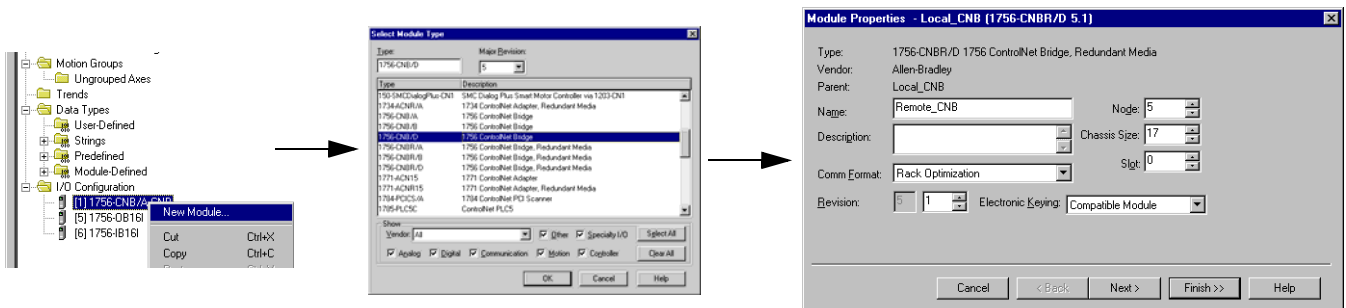 Motion Groups
Ungrouped Axes
Trends
Data Types
User-Defined
Strings
Predefined
Module-Defined
I/O Configuration
[1] 1756-CNB/A CNB
[5] 1756-OB16I
[6] 1756-IB16I
New Module...
Cut Ctrl+X
Copy Ctrl+C
Select Module Type
Type: Major Revision:
1756-CNB/D 5
Type Description
150-SMCDialogPlus-CN1 SMC Dialog Plus Smart Motor Controller via 1203-CN1
1734-ACNR/A 1734 ControlNet Adapter, Redundant Media
1756-CNB/A 1756 ControlNet Bridge
1756-CNB/B 1756 ControlNet Bridge
1756-CNB/D 1756 ControlNet Bridge
1756-CNBR/A 1756 ControlNet Bridge, Redundant Media
1756-CNBR/B 1756 ControlNet Bridge, Redundant Media
1756-CNBR/D 1756 ControlNet Bridge, Redundant Media
1771-ACN15 1771 ControlNet Adapter
1771-ACNR15 1771 ControlNet Adapter, Redundant Media
1784-PCICS/A 1784 ControlNet PCI Scanner
1785-PLC5C ControlNet PLC5
Show
Vendor: All Other Specialty I/O Select All
Analog Digital Communication Motion Controller Clear All
OK Cancel Help
Module Properties - Local_CNB (1756-CNBR/D 5.1)
Type: 1756-CNBR/D 1756 ControlNet Bridge, Redundant Media
Vendor: Allen-Bradley
Parent: Local_CNB
Name: Remote_CNB Node: 5
Description: Chassis Size: 17
Slot: 0
Comm Format: Rack Optimization
Revision: 5 1 Electronic Keying: Compatible Module
Cancel < Back Next > Finish >> Help